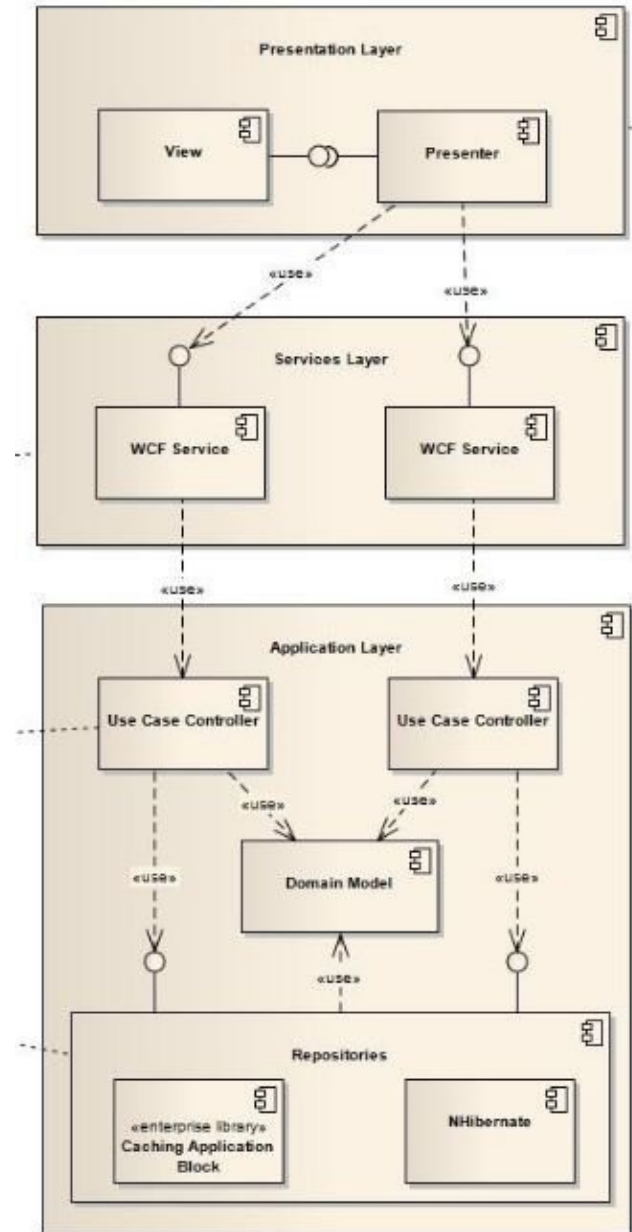 Presentation Layer
View
Presenter
«use»
«use»
Services Layer
WCF Service
WCF Service
«use»
«use»
Application Layer
Use Case Controller
Use Case Controller
«use»
«use»
Domain Model
«use»
«use»
«use»
Repositories
«enterprise library»
Caching Application
Block
NHibernate